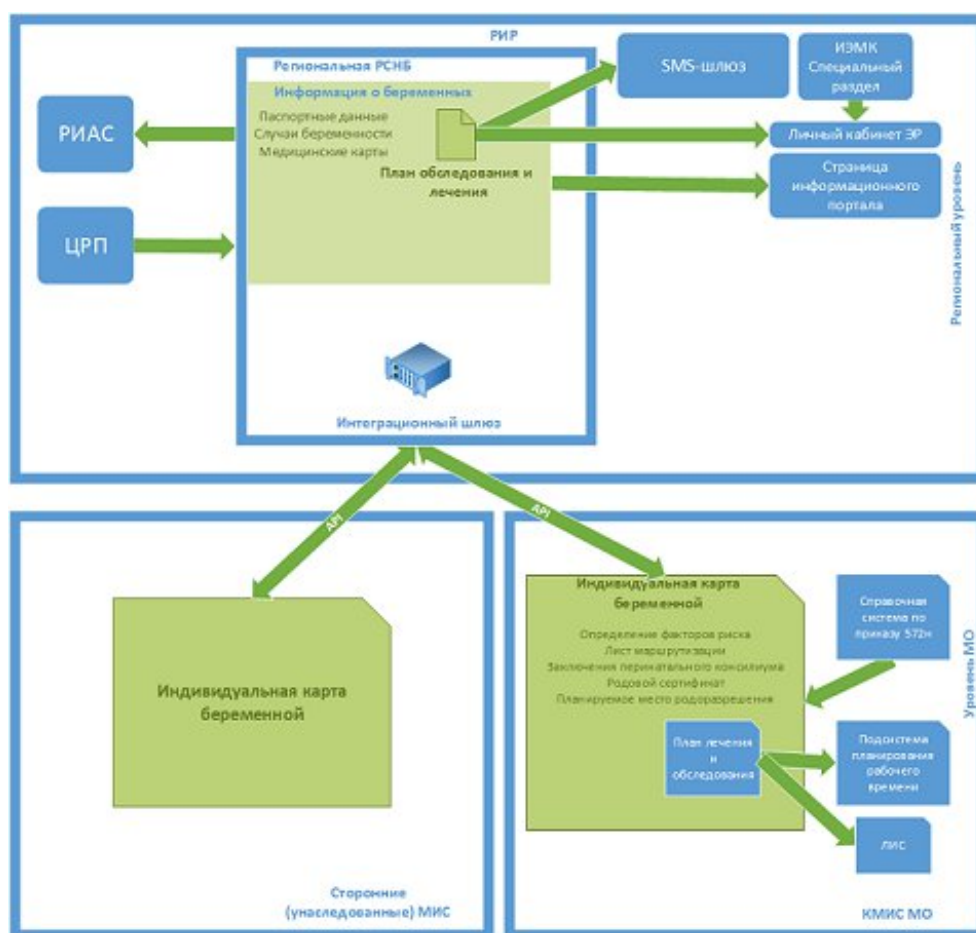 РИР
Региональная РСНБ
Информация о беременных
Паспортные данные
Случаи беременности
Медицинские карты
План обследования и
лечения
РИАС
ЦРП
SMS-шлюз
ИЭМК
Специальный
раздел
Личный кабинет ЭР
Страница
информационного
портала
Региональный уровень
Интеграционный шлюз
API
API
Индивидуальная карта
беременной
Сторонние
(унаследованные) МИС
Индивидуальная карта
беременной
Определение факторов риска
Лист маршрутизации
Заключения перинатального консилиума
Родовой сертификат
Планируемое место родоразрешения
План лечения
и
обследования
Справочная
система по
приказу 572н
Подсистема
планирования
рабочего
времени
ЛИС
Уровень МО
КМИС МО